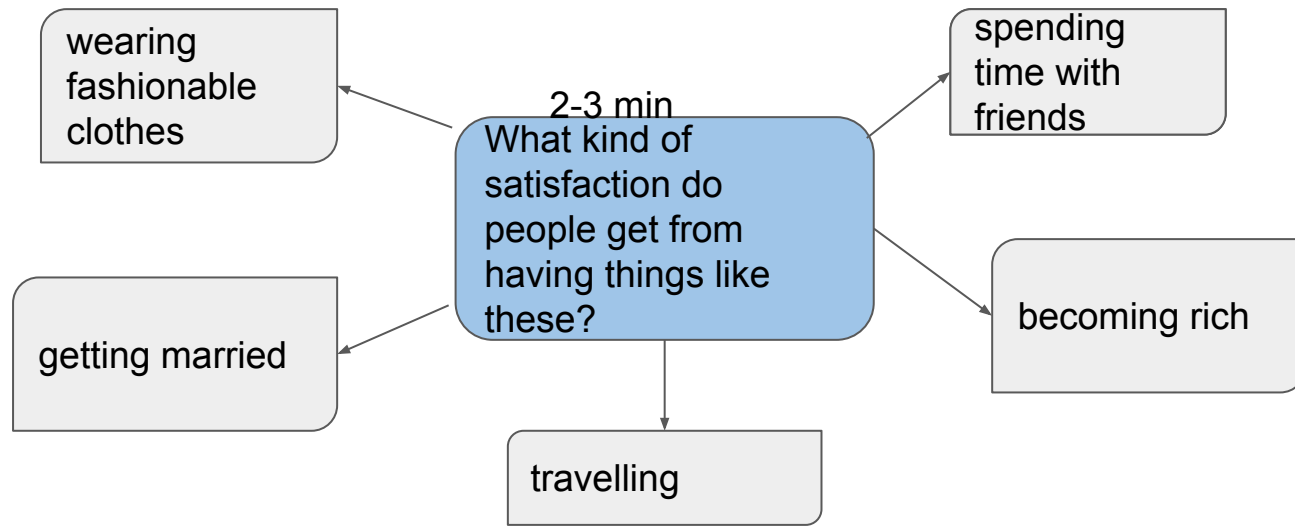 wearing
fashionable
clothes
spending
time with
friends
2-3 min
What kind of
satisfaction do
people get from
having things like
these?
getting married
becoming rich
travelling